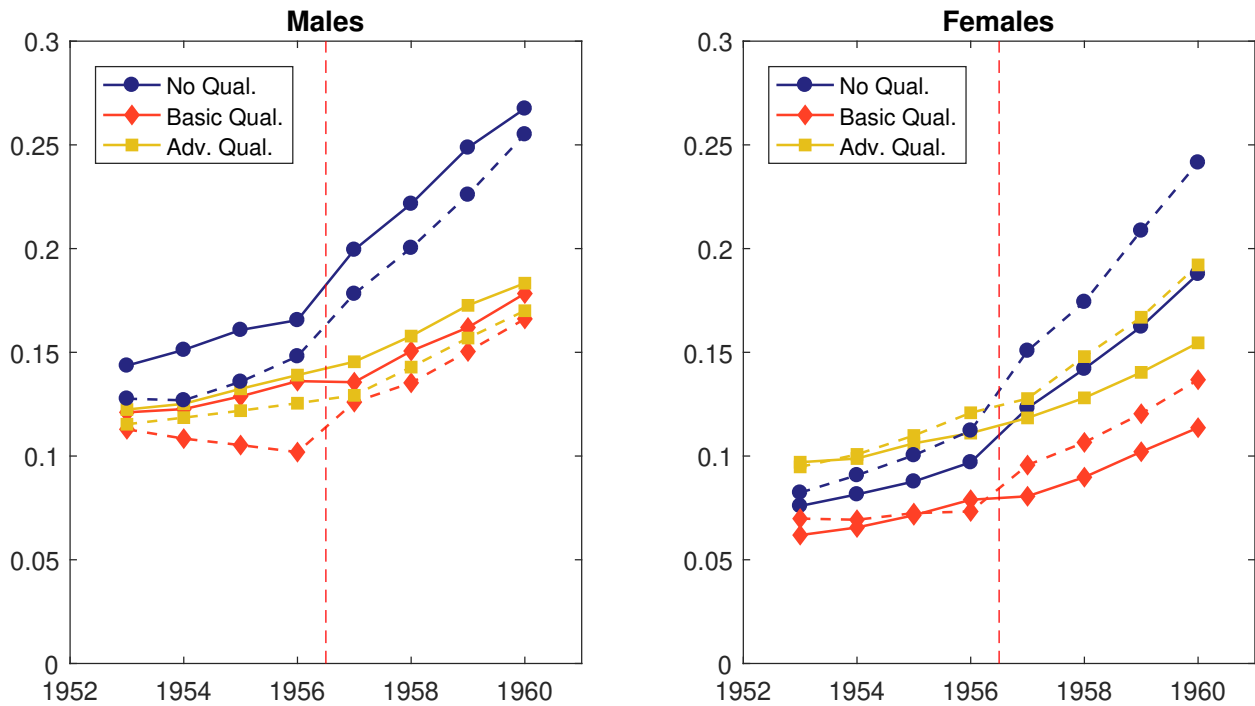 Males
0.3
0.25
0.2
0.15
0.1
0.05
0
1952 1954 1956 1958 1960
No Qual.
Basic Qual.
Adv. Qual.
Females
0.3
0.25
0.2
0.15
0.1
0.05
0
1952 1954 1956 1958 1960
No Qual.
Basic Qual.
Adv. Qual.